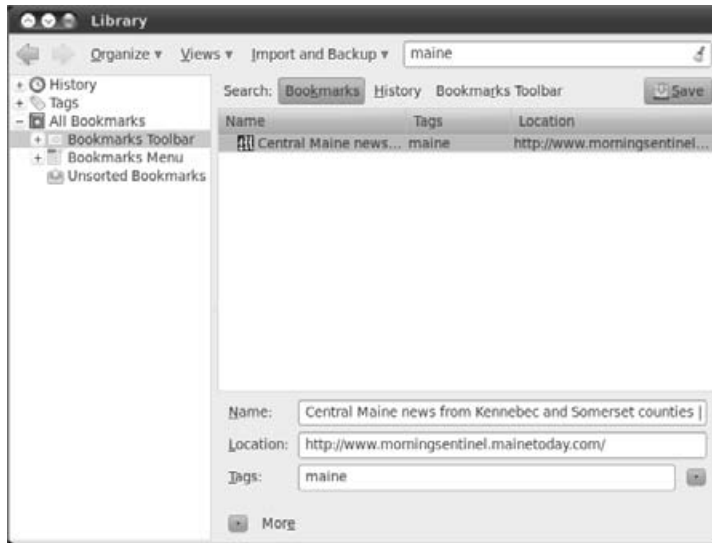 Library
Organize Views Import and Backup maine
History
Tags
All Bookmarks
Bookmarks Toolbar
Bookmarks Menu
Unsorted Bookmarks
Search: Bookmarks History Bookmarks Toolbar Save
Name Tags Location
Central Maine news... maine http://www.morningsentinel...
Name: Central Maine news from Kennebec and Somerset counties |
Location: http://www.morningsentinel.mainetoday.com/
Tags: maine
More